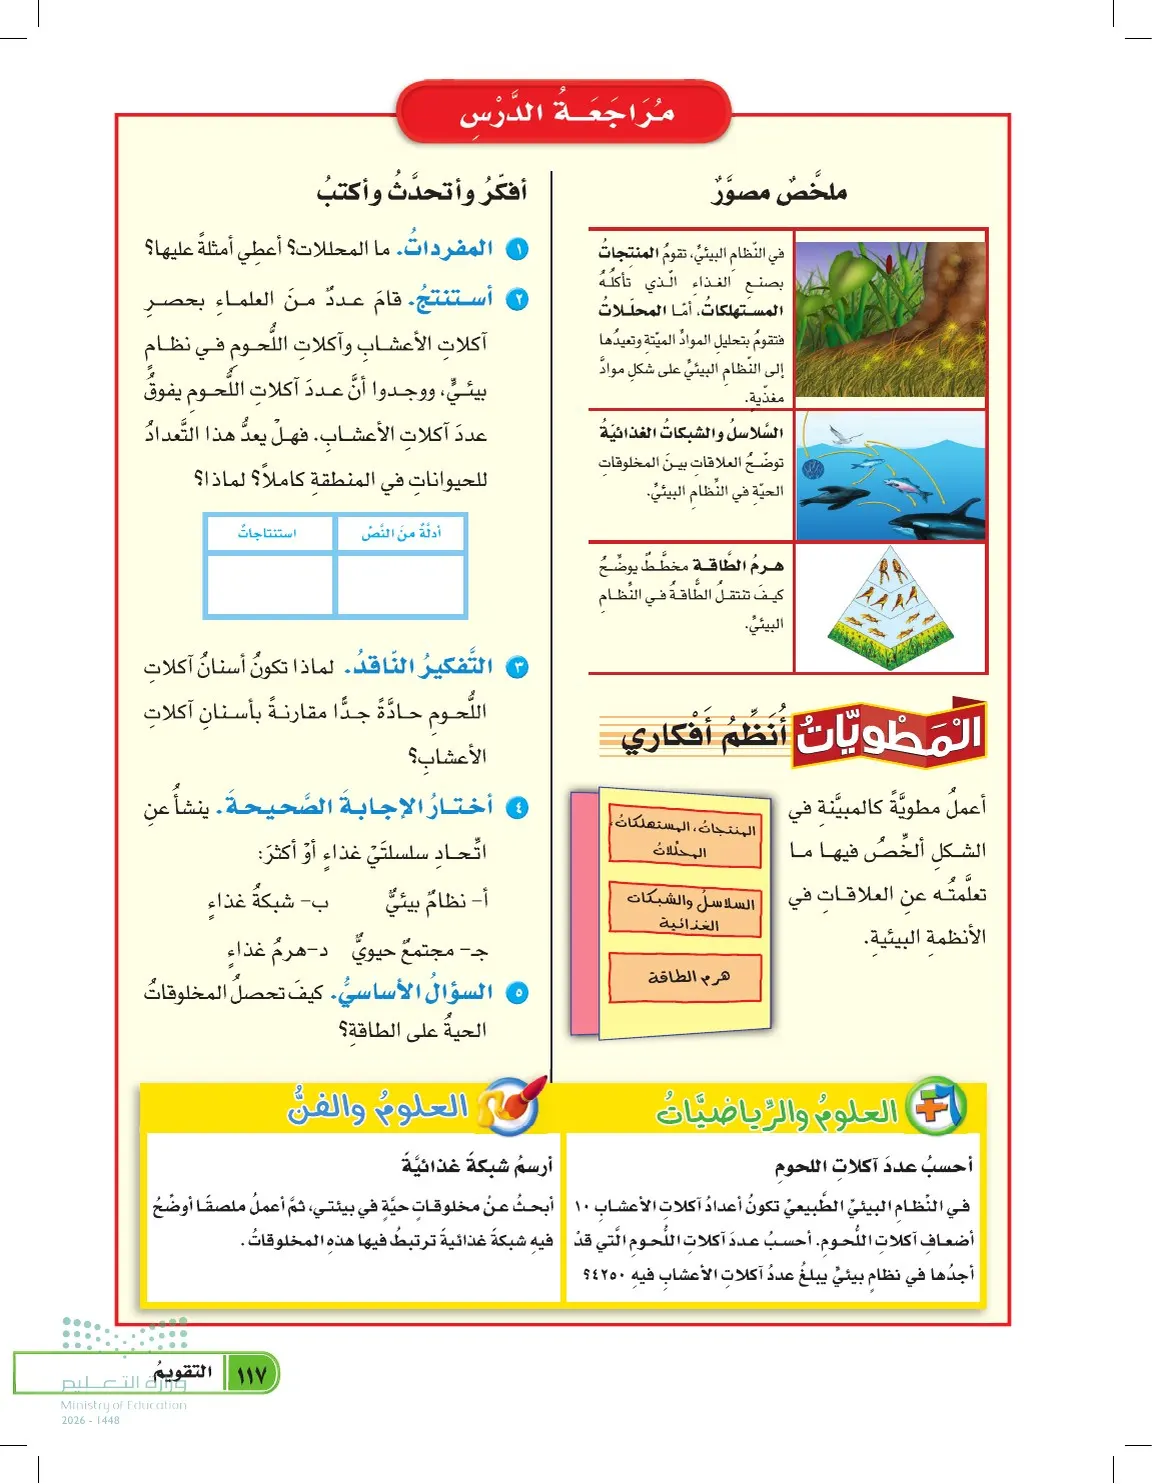 مُرَاجَعَـةُ الدَّرْسِ
ملخَّصٌ مصوَّرٌ
في النّظامِ البيئيِّ، تقومُ المنتِجاتُ
بصنعِ الغذاءِ الّذي تأكلُهُ
المستهلكاتُ، أمّا المحلّلاتُ
فتقومُ بتحليلِ الموادِّ الميّتةِ وتعيدُها
إلى النّظامِ البيئيِّ على شكلِ موادَّ
مغذّيةٍ.
السَّلاسلُ والشبكاتُ الغذائيّةُ
توضّحُ العلاقاتِ بينَ المخلوقاتِ
الحيّةِ في النِّظامِ البيئيِّ.
هرمُ الطَّاقةِ مخطَّطٌ يوضِّحُ
كيفَ تنتقلُ الطَّاقةُ في النِّظامِ
البيئيِّ.
الْمَطْويّاتُ أُنَظِّمُ أَفْكاري
أعملُ مطويَّةً كالمبيَّنةِ في
الشكلِ ألخِّصُ فيها ما
تعلَّمتُه عنِ العلاقاتِ في
الأنظمةِ البيئيةِ.
المنتجاتُ، المستهلكاتُ،
المحلّلاتُ
السلاسلُ والشبكات
الغذائية
هرم الطاقة
أفكّرُ وأتحدَّثُ وأكتبُ
١ المفرداتُ. ما المحللات؟ أعطِي أمثلةً عليها؟
٢ أستنتجُ. قامَ عددٌ منَ العلماءِ بحصرِ
آكلاتِ الأعشابِ وآكلاتِ اللُّحومِ في نظامٍ
بيئيٍّ، ووجدوا أنَّ عددَ آكلاتِ اللُّحومِ يفوقُ
عددَ آكلاتِ الأعشابِ. فهلْ يعدُّ هذا التَّعدادُ
للحيواناتِ في المنطقةِ كاملاً؟ لماذا؟
أدلَّةٌ منَ النَّصِّ
استنتاجاتٌ
٣ التَّفكيرُ النّاقدُ. لماذا تكونُ أسنانُ آكلاتِ
اللُّحومِ حادَّةً جدًّا مقارنةً بأسنانِ آكلاتِ
الأعشابِ؟
٤ أختارُ الإجابةَ الصَّحيحةَ. ينشأُ عنِ
اتِّحادِ سلسلتَيْ غذاءٍ أوْ أكثرَ:
أ- نظامٌ بيئيٌّ ب- شبكةُ غذاءٍ
جـ- مجتمعٌ حيويٌّ د-هرمُ غذاءٍ
٥ السؤالُ الأساسيُّ. كيفَ تحصلُ المخلوقاتُ
الحيةُ على الطاقةِ؟
العلومُ والرِّياضيَّاتُ
أحسبُ عددَ آكلاتِ اللحومِ
في النِّظامِ البيئيِّ الطَّبيعيِّ تكونُ أعدادُ آكلاتِ الأعشابِ ١٠
أضعافِ آكلاتِ اللُّحومِ. أحسبُ عددَ آكلاتِ اللُّحومِ الَّتي قدْ
أجدُها في نظامٍ بيئيٍّ يبلغُ عددُ آكلاتِ الأعشابِ فيهِ ٤٢٥٠؟
العلومُ والفنُّ
أرسمُ شبكةً غذائيَّةً
أبحثُ عنْ مخلوقاتٍ حيَّةٍ في بيئتي، ثمَّ أعملُ ملصقًا أوضِّحُ
فيهِ شبكةً غذائيةً ترتبطُ فيها هذهِ المخلوقاتُ.
التقويمُ ١١٧
وزارة التعليم
Ministry of Education
2026 - 1448